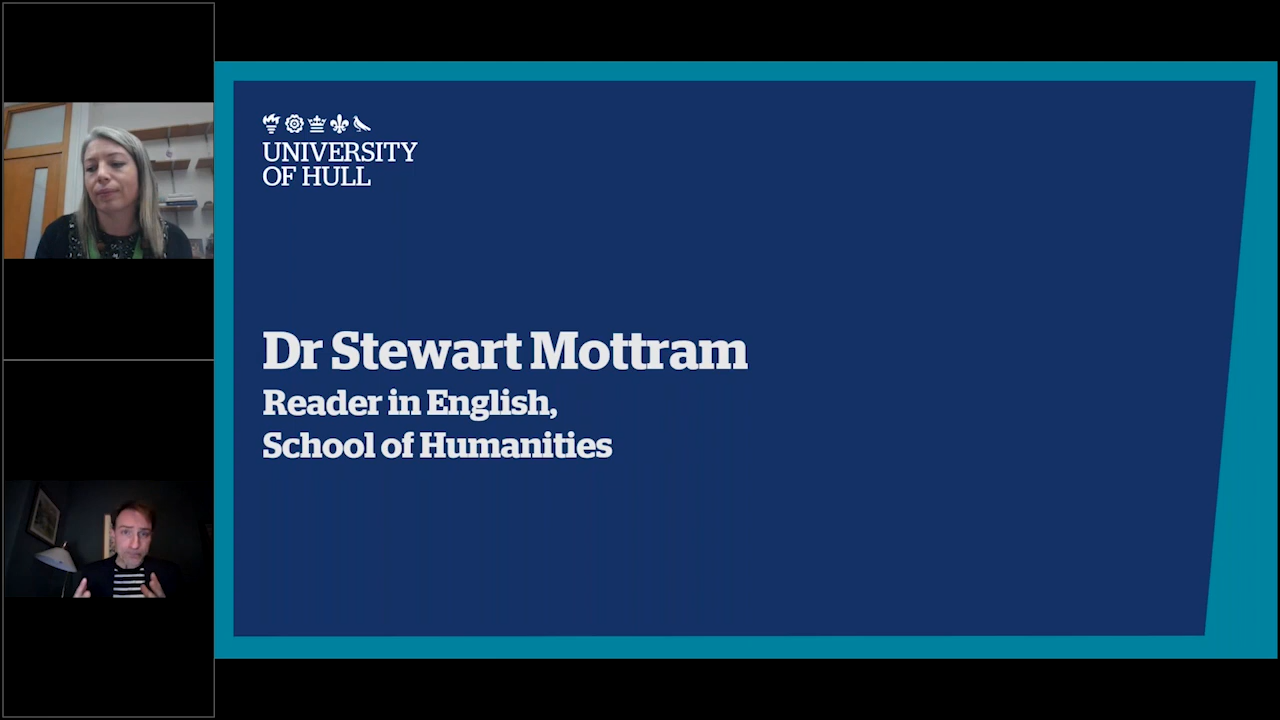 UNIVERSITY
OF HULL
Dr Stewart Mottram
Reader in English,
School of Humanities